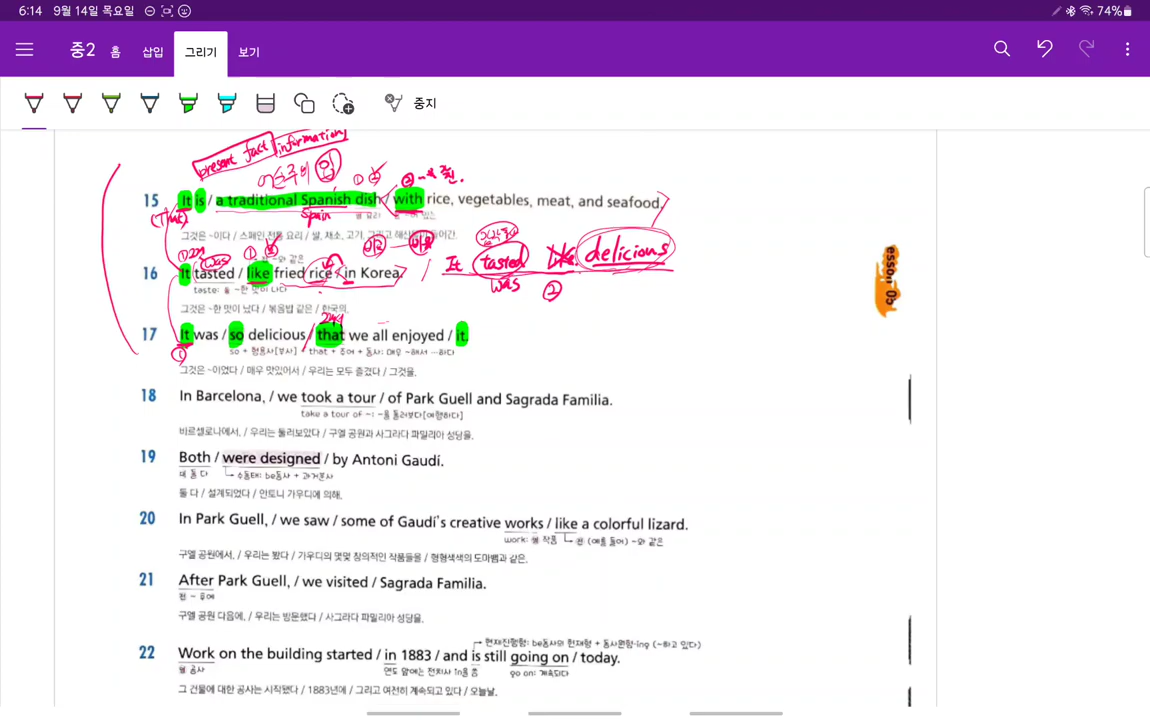 6:14 9월 14일 목요일 74%
중2 홈 삽입 그리기 보기
중지
present fact information
15 It is / a traditional Spanish dish / with rice, vegetables, meat, and seafood.
(That) Spain
그것은 ~이다 / 스페인 전통 요리 / 쌀, 채소, 고기, 그리고 해산물이 들어간.
was
16 It tasted / like fried rice in Korea. It tasted like delicious
taste: 동 ~한 맛이 나다 was ②
그것은 ~한 맛이 났다 / 볶음밥 같은 / 한국의.
17 It was / so delicious / that we all enjoyed / it.
① so + 형용사[부사] + that + 주어 + 동사: 매우 ~해서 …하다
그것은 ~이었다 / 매우 맛있어서 / 우리는 모두 즐겼다 / 그것을.
18 In Barcelona, / we took a tour / of Park Guell and Sagrada Familia.
take a tour of ~: ~을 둘러보다[여행하다]
바르셀로나에서, / 우리는 둘러보았다 / 구엘 공원과 사그라다 파밀리아 성당을.
19 Both / were designed / by Antoni Gaudí.
대 둘 다 수동태: be동사 + 과거분사
둘 다 / 설계되었다 / 안토니 가우디에 의해.
20 In Park Guell, / we saw / some of Gaudí's creative works / like a colorful lizard.
work: 명 작품 전 (예를 들어) ~와 같은
구엘 공원에서, / 우리는 봤다 / 가우디의 몇몇 창의적인 작품들을 / 형형색색의 도마뱀과 같은.
21 After Park Guell, / we visited / Sagrada Familia.
전 ~ 후에
구엘 공원 다음에, / 우리는 방문했다 / 사그라다 파밀리아 성당을.
현재진행형: be동사의 현재형 + 동사원형-ing (~하고 있다)
22 Work on the building started / in 1883 / and is still going on / today.
명 공사 연도 앞에는 전치사 in을 씀 go on: 계속되다
그 건물에 대한 공사는 시작됐다 / 1883년에 / 그리고 여전히 계속되고 있다 / 오늘날.
esson 05